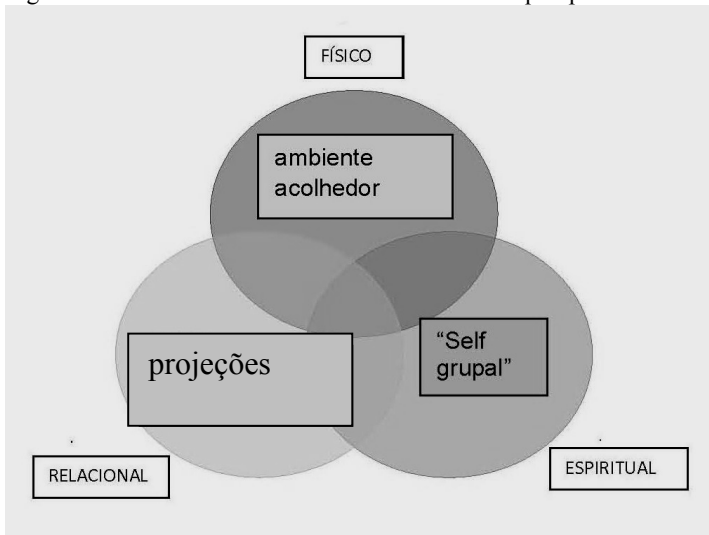 FÍSICO
ambiente
acolhedor
“Self
grupal”
projeções
RELACIONAL
ESPIRITUAL